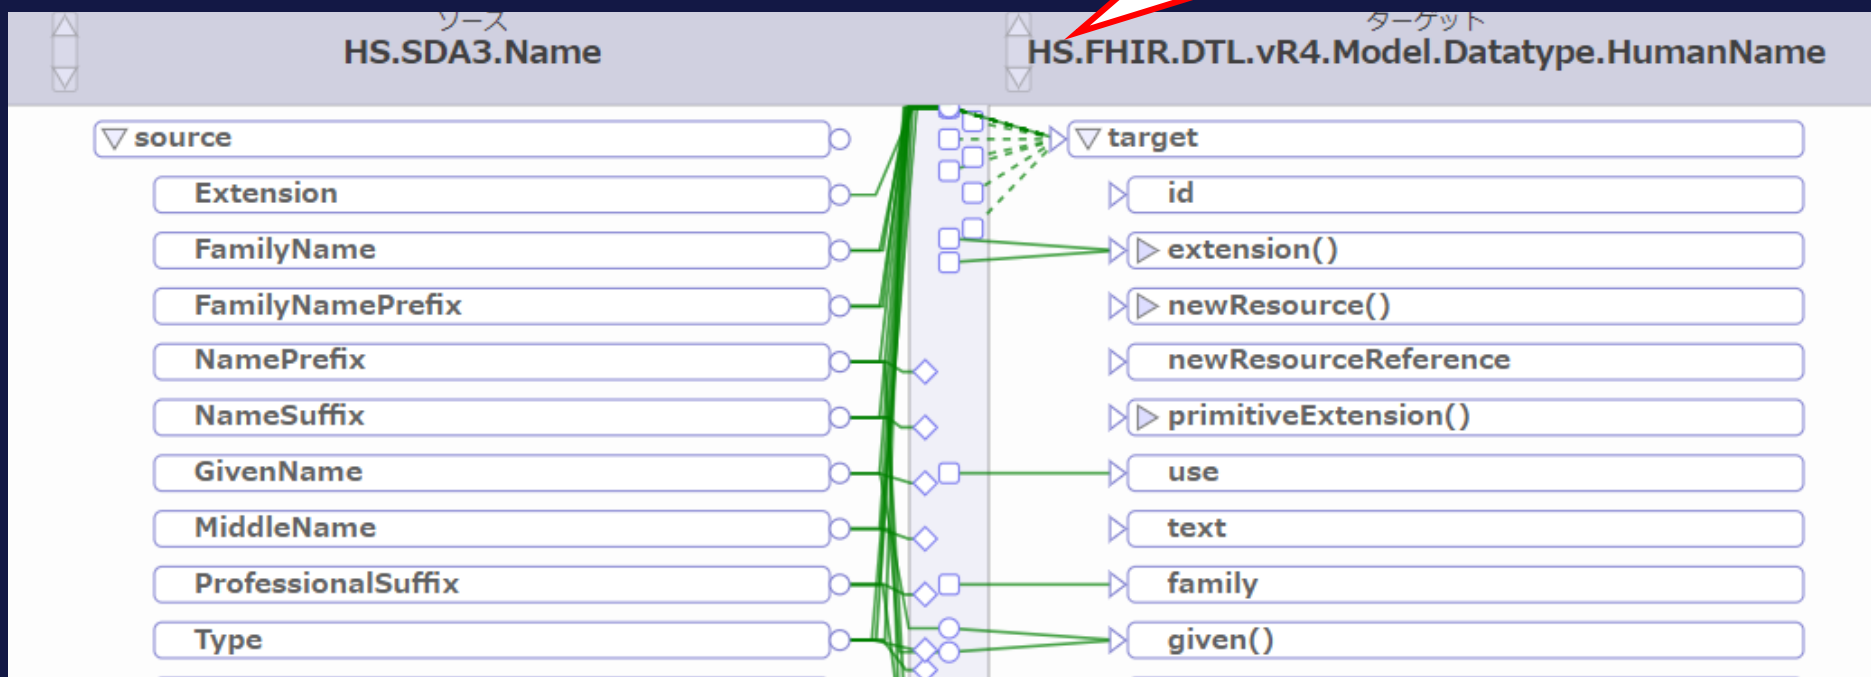 ソース
HS.SDA3.Name
source
Extension
FamilyName
FamilyNamePrefix
NamePrefix
NameSuffix
GivenName
MiddleName
ProfessionalSuffix
Type
ターゲット
HS.FHIR.DTL.vR4.Model.Datatype.HumanName
target
id
extension()
newResource()
newResourceReference
primitiveExtension()
use
text
family
given()